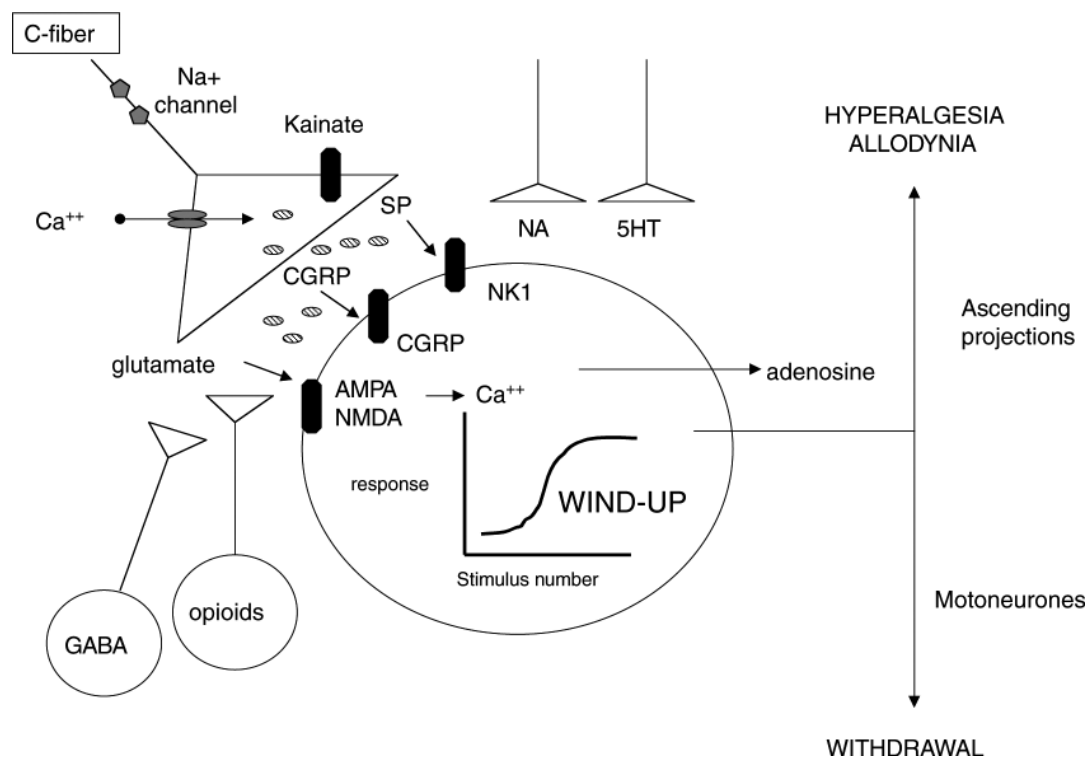 C-fiber
Na+
channel
Kainate
HYPERALGESIA
ALLODYNIA
Ca++
SP
NA
5HT
CGRP
NK1
Ascending
projections
CGRP
glutamate
adenosine
AMPA
NMDA
Ca++
response
WIND-UP
Stimulus number
opioids
GABA
Motoneurones
WITHDRAWAL